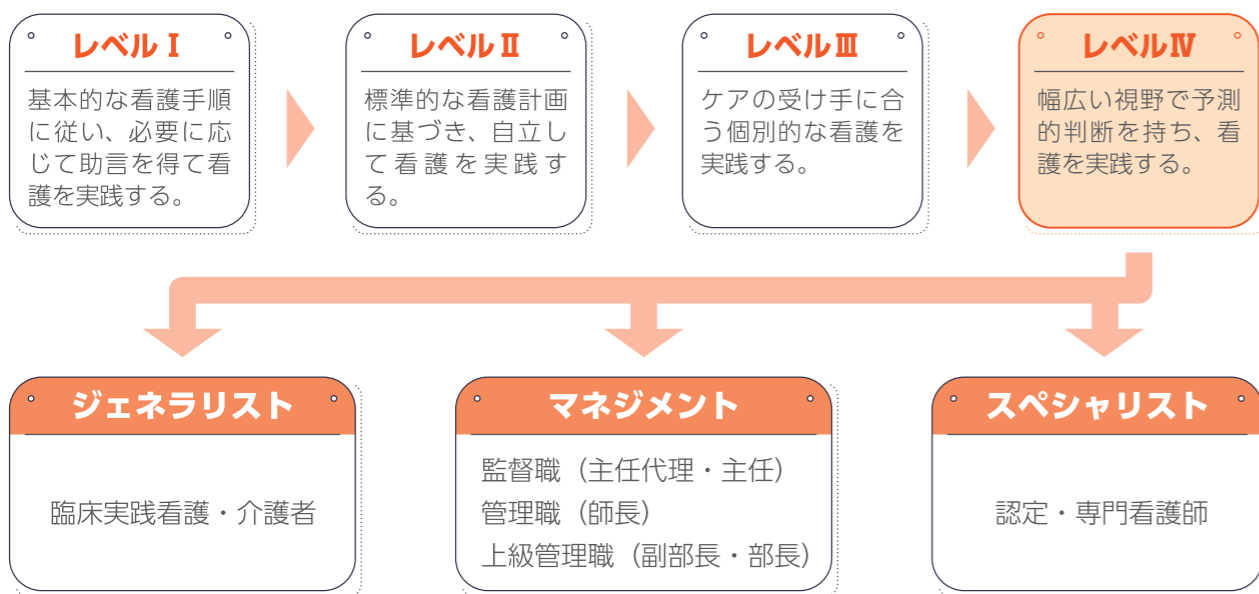 レベルⅠ
基本的な看護手順
に従い、必要に応
じて助言を得て看
護を実践する。
レベルⅡ
標準的な看護計画
に基づき、自立し
て看護を実践す
る。
レベルⅢ
ケアの受け手に合
う個別的な看護を
実践する。
レベルⅣ
幅広い視野で予測
的判断を持ち、看
護を実践する。
ジェネラリスト
臨床実践看護・介護者
マネジメント
監督職（主任代理・主任）
管理職（師長）
上級管理職（副部長・部長）
スペシャリスト
認定・専門看護師